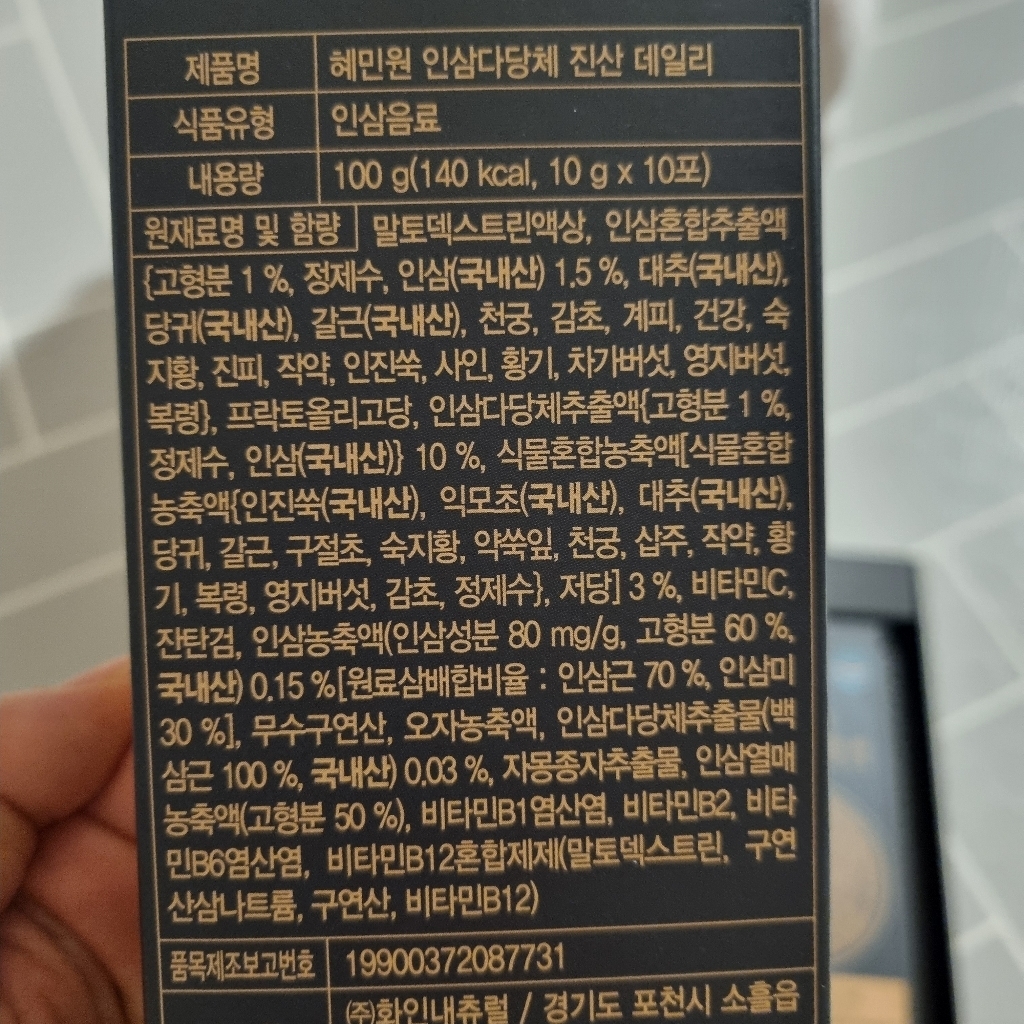 제품명 혜민원 인삼다당체 진산 데일리
식품유형 인삼음료
내용량 100 g(140 kcal, 10 g x 10포)
원재료명 및 함량 말토덱스트린액상, 인삼혼합추출액
{고형분 1 %, 정제수, 인삼(국내산) 1.5 %, 대추(국내산),
당귀(국내산), 갈근(국내산), 천궁, 감초, 계피, 건강, 숙
지황, 진피, 작약, 인진쑥, 사인, 황기, 차가버섯, 영지버섯,
복령}, 프락토올리고당, 인삼다당체추출액{고형분 1 %,
정제수, 인삼(국내산)} 10 %, 식물혼합농축액[식물혼합
농축액{인진쑥(국내산), 익모초(국내산), 대추(국내산),
당귀, 갈근, 구절초, 숙지황, 약쑥잎, 천궁, 삽주, 작약, 황
기, 복령, 영지버섯, 감초, 정제수}, 저당] 3 %, 비타민C,
잔탄검, 인삼농축액(인삼성분 80 mg/g, 고형분 60 %,
국내산) 0.15 %[원료삼배합비율 : 인삼근 70 %, 인삼미
30 %], 무수구연산, 오자농축액, 인삼다당체추출물(백
삼근 100 %, 국내산) 0.03 %, 자몽종자추출물, 인삼열매
농축액(고형분 50 %), 비타민B1염산염, 비타민B2, 비타
민B6염산염, 비타민B12혼합제제(말토덱스트린, 구연
산삼나트륨, 구연산, 비타민B12)
품목제조보고번호 19900372087731
㈜화인내츄럴 / 경기도 포천시 소흘읍